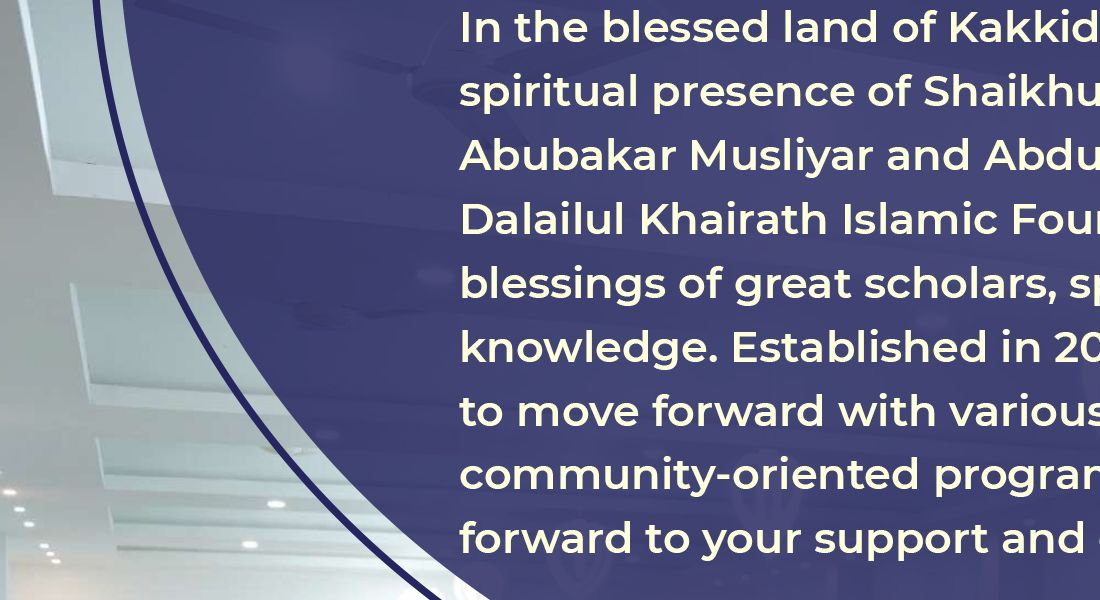 In the blessed land of Kakkid
spiritual presence of Shaikhu
Abubakar Musliyar and Abdu
Dalailul Khairath Islamic Four
blessings of great scholars, sp
knowledge. Established in 20
to move forward with various
community-oriented program
forward to your support and